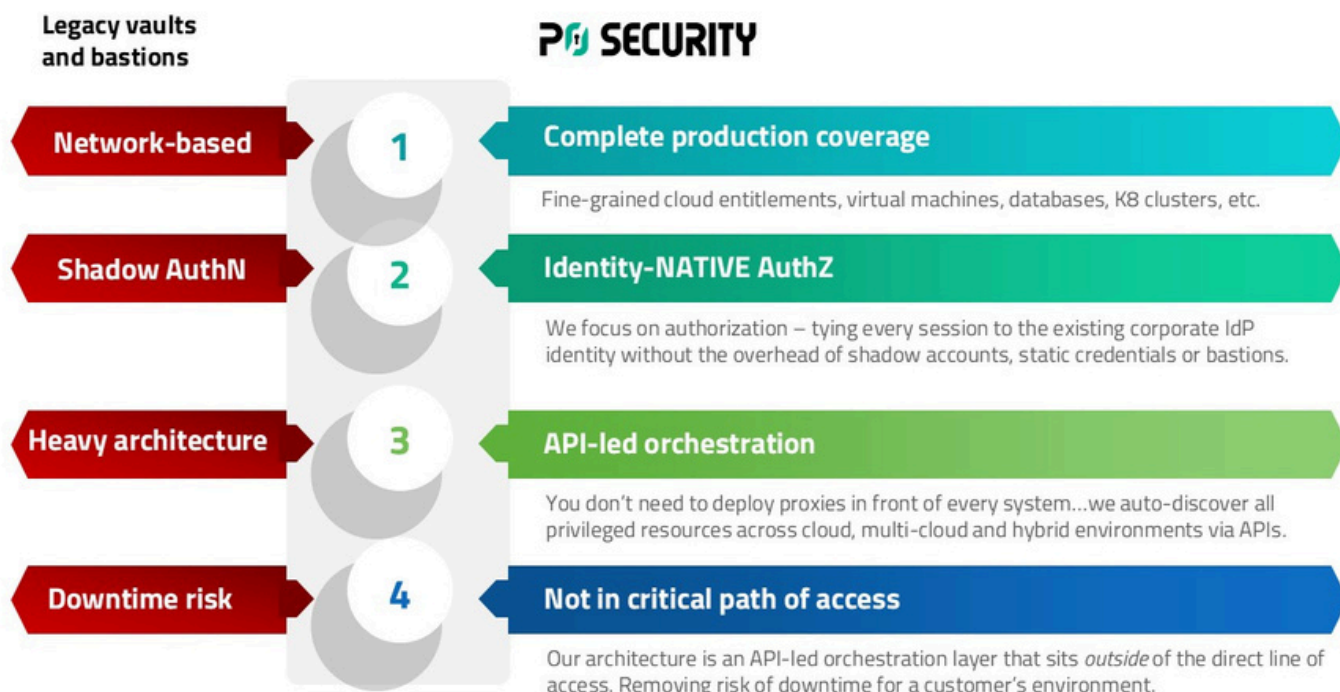 Legacy vaults
and bastions
P0 SECURITY
Network-based
1
Complete production coverage
Fine-grained cloud entitlements, virtual machines, databases, K8 clusters, etc.
Shadow AuthN
2
Identity-NATIVE AuthZ
We focus on authorization – tying every session to the existing corporate IdP
identity without the overhead of shadow accounts, static credentials or bastions.
Heavy architecture
3
API-led orchestration
You don’t need to deploy proxies in front of every system...we auto-discover all
privileged resources across cloud, multi-cloud and hybrid environments via APIs.
Downtime risk
4
Not in critical path of access
Our architecture is an API-led orchestration layer that sits outside of the direct line of
access. Removing risk of downtime for a customer’s environment.